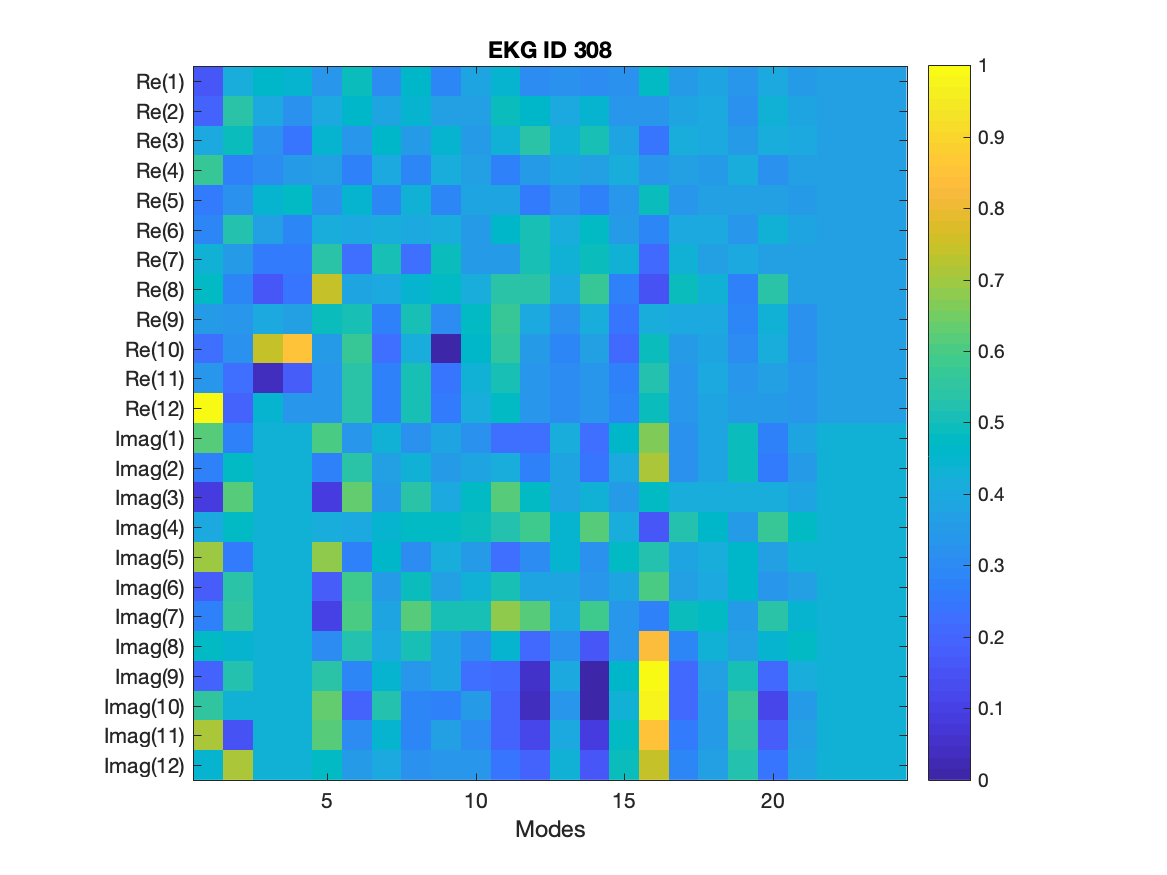 EKG ID 308
Re(1)
Re(2)
Re(3)
Re(4)
Re(5)
Re(6)
Re(7)
Re(8)
Re(9)
Re(10)
Re(11)
Re(12)
Imag(1)
Imag(2)
Imag(3)
Imag(4)
Imag(5)
Imag(6)
Imag(7)
Imag(8)
Imag(9)
Imag(10)
Imag(11)
Imag(12)
5 10 15 20
Modes
1
0.9
0.8
0.7
0.6
0.5
0.4
0.3
0.2
0.1
0